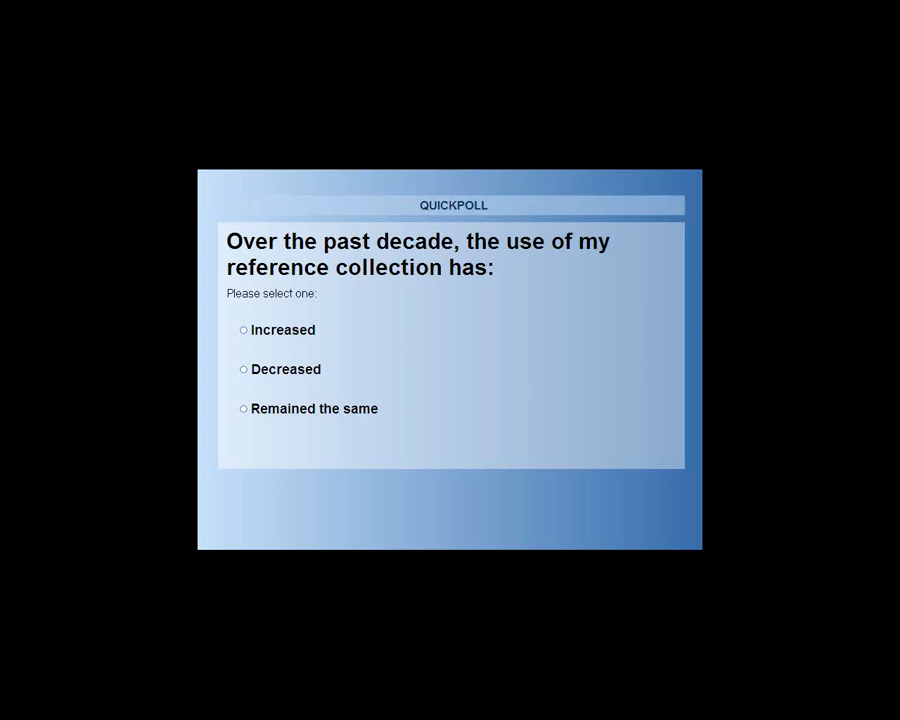 QUICKPOLL
Over the past decade, the use of my
reference collection has:
Please select one:
Increased
Decreased
Remained the same